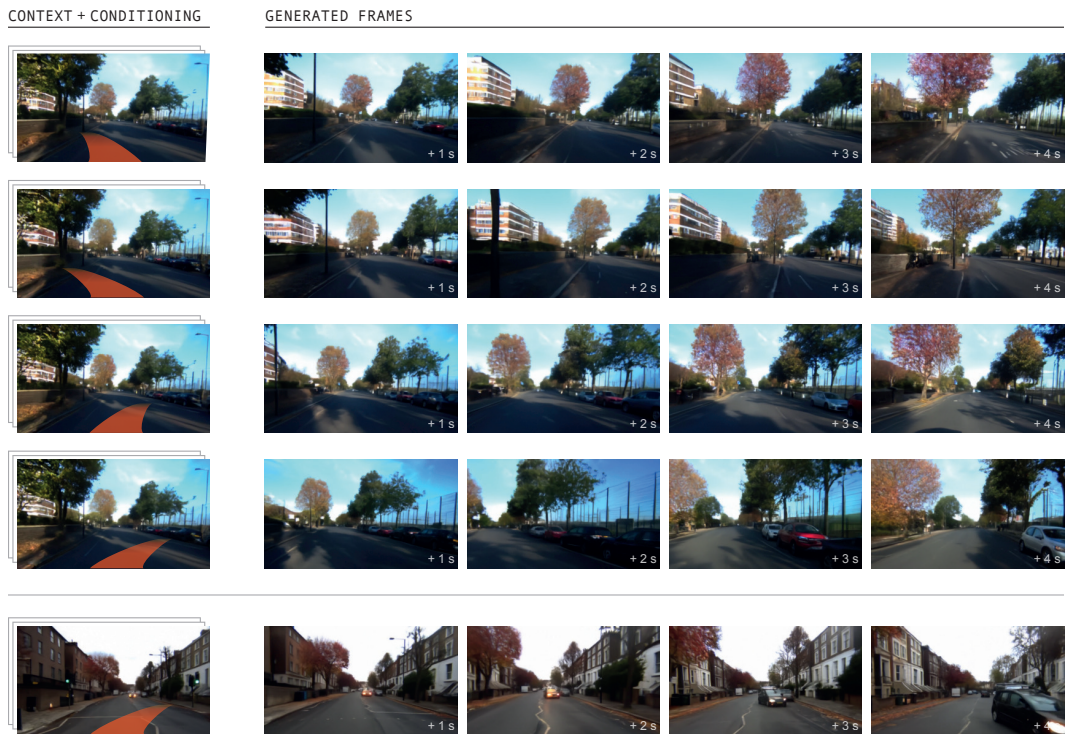 CONTEXT + CONDITIONING
GENERATED FRAMES
+ 1 s
+ 2 s
+ 3 s
+ 4 s
+ 1 s
+ 2 s
+ 3 s
+ 4 s
+ 1 s
+ 2 s
+ 3 s
+ 4 s
+ 1 s
+ 2 s
+ 3 s
+ 4 s
+ 1 s
+ 2 s
+ 3 s
+ 4